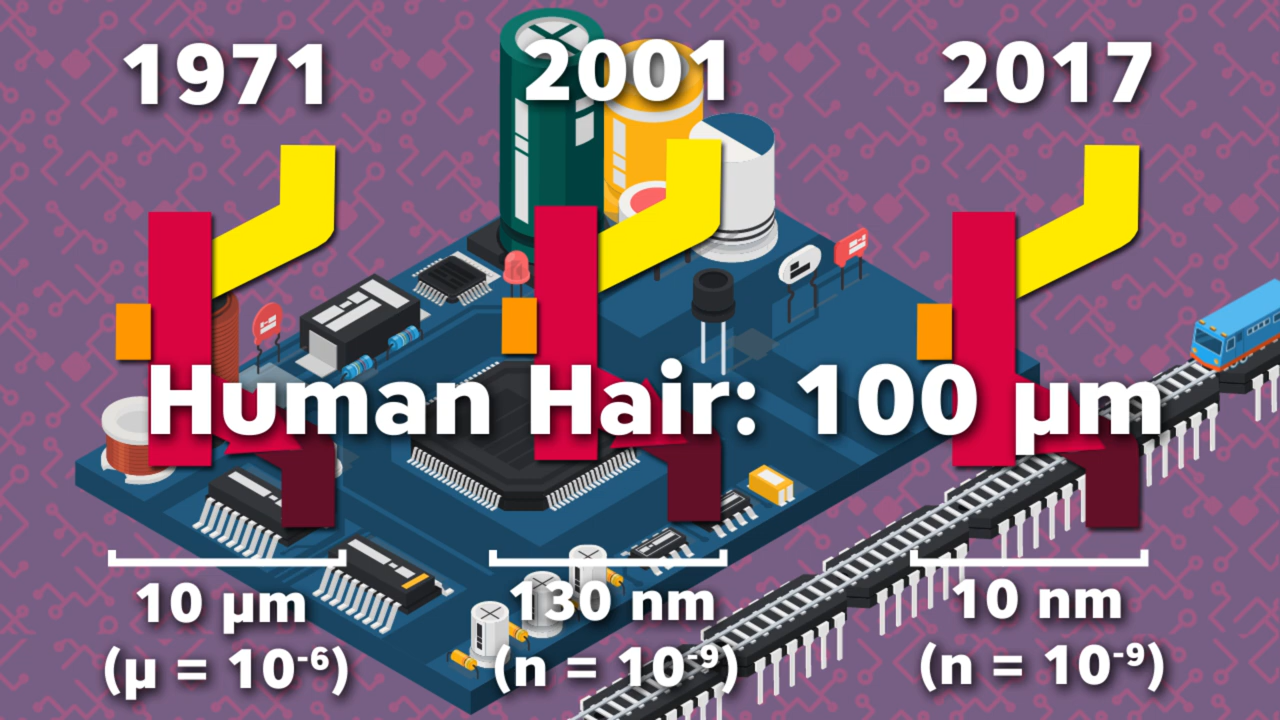 1971 2001 2017
Human Hair: 100 µm
10 µm 130 nm 10 nm
(µ = 10⁻⁶) (n = 10⁻⁹) (n = 10⁻⁹)